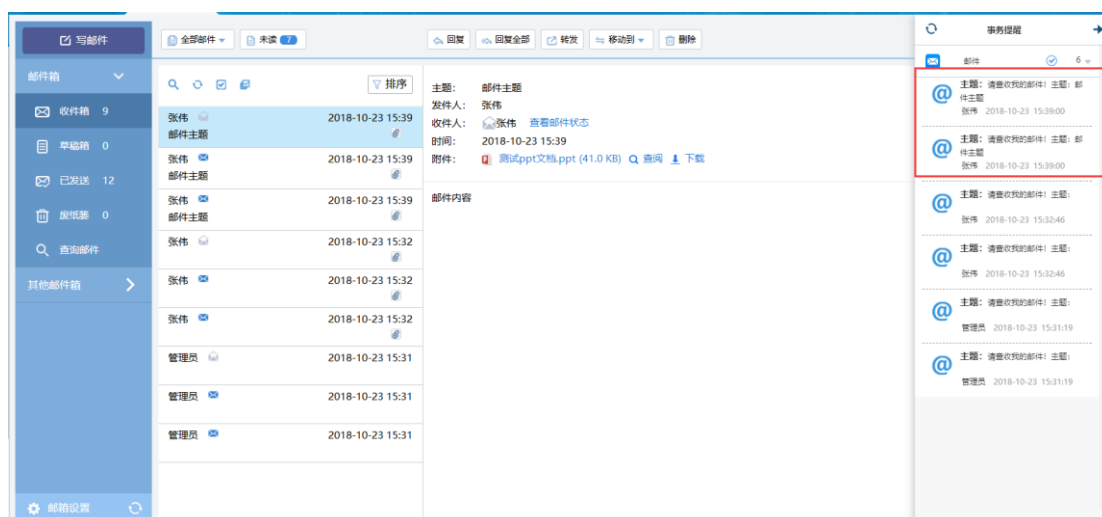 写邮件
全部邮件
未读 7
回复
回复全部
转发
移动到
删除
事务提醒
邮件箱
收件箱 9
草稿箱 0
已发送 12
废纸篓 0
查询邮件
其他邮件箱
邮箱设置
排序
张伟 2018-10-23 15:39
邮件主题
张伟 2018-10-23 15:39
邮件主题
张伟 2018-10-23 15:39
邮件主题
张伟 2018-10-23 15:32
张伟 2018-10-23 15:32
张伟 2018-10-23 15:32
管理员 2018-10-23 15:31
管理员 2018-10-23 15:31
管理员 2018-10-23 15:31
主题: 邮件主题
发件人: 张伟
收件人: 张伟 查看邮件状态
时间: 2018-10-23 15:39
附件: 测试ppt文档.ppt (41.0 KB) 查阅 下载
邮件内容
邮件 6
主题：请查收我的邮件！主题：邮
件主题
张伟 2018-10-23 15:39:00
主题：请查收我的邮件！主题：邮
件主题
张伟 2018-10-23 15:39:00
主题：请查收我的邮件！主题：
张伟 2018-10-23 15:32:46
主题：请查收我的邮件！主题：
张伟 2018-10-23 15:32:46
主题：请查收我的邮件！主题：
管理员 2018-10-23 15:31:19
主题：请查收我的邮件！主题：
管理员 2018-10-23 15:31:19